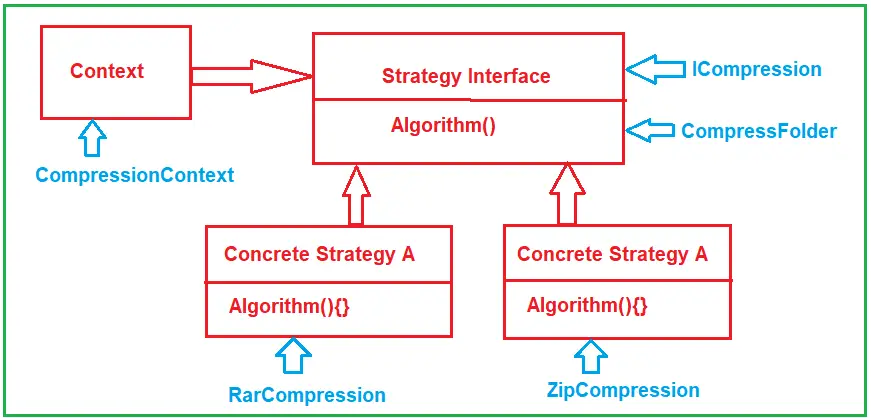 Context
Strategy Interface
ICompression
Algorithm()
CompressFolder
CompressionContext
Concrete Strategy A
Concrete Strategy A
Algorithm(){}
Algorithm(){}
RarCompression
ZipCompression